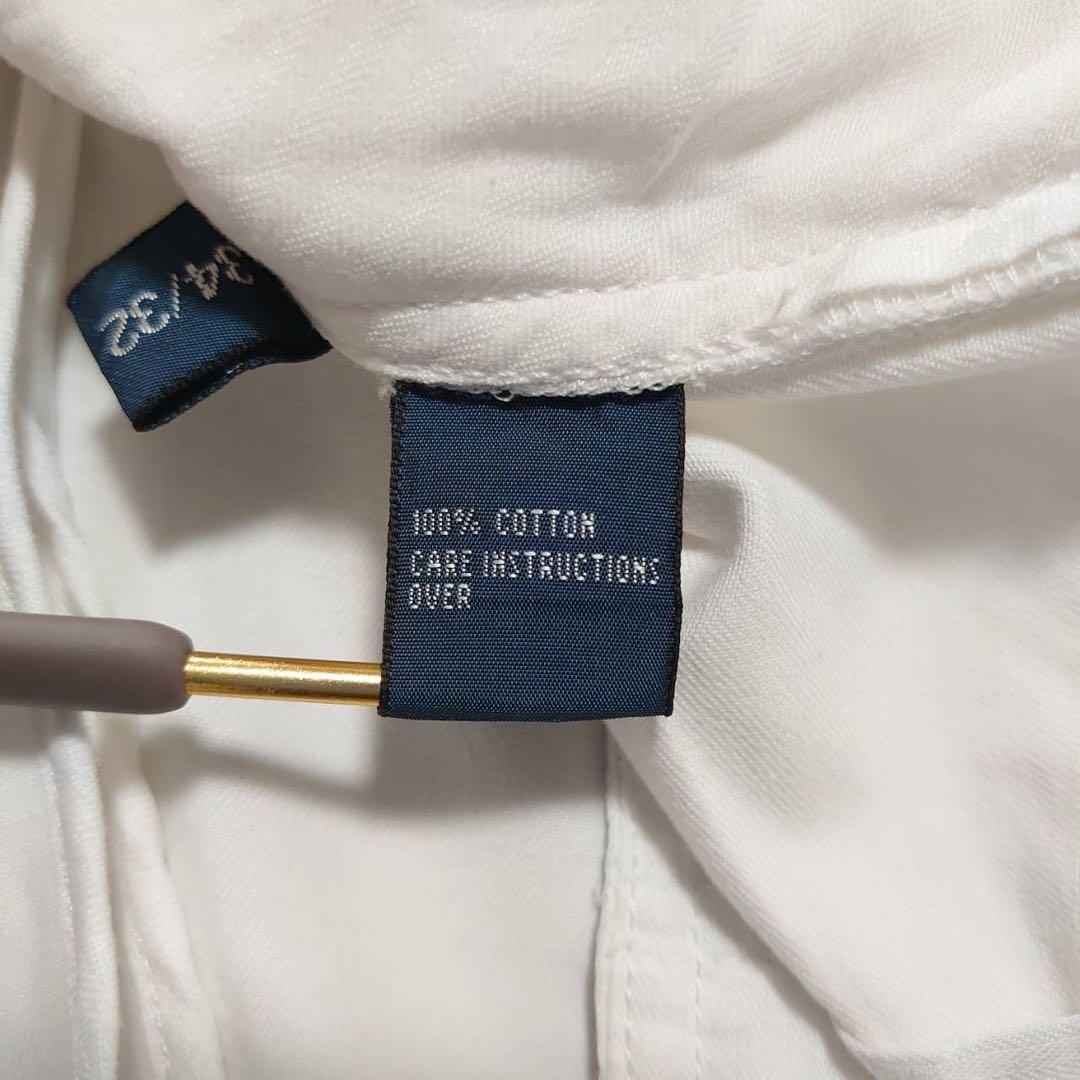 34/32
100% COTTON
CARE INSTRUCTIONS
OVER